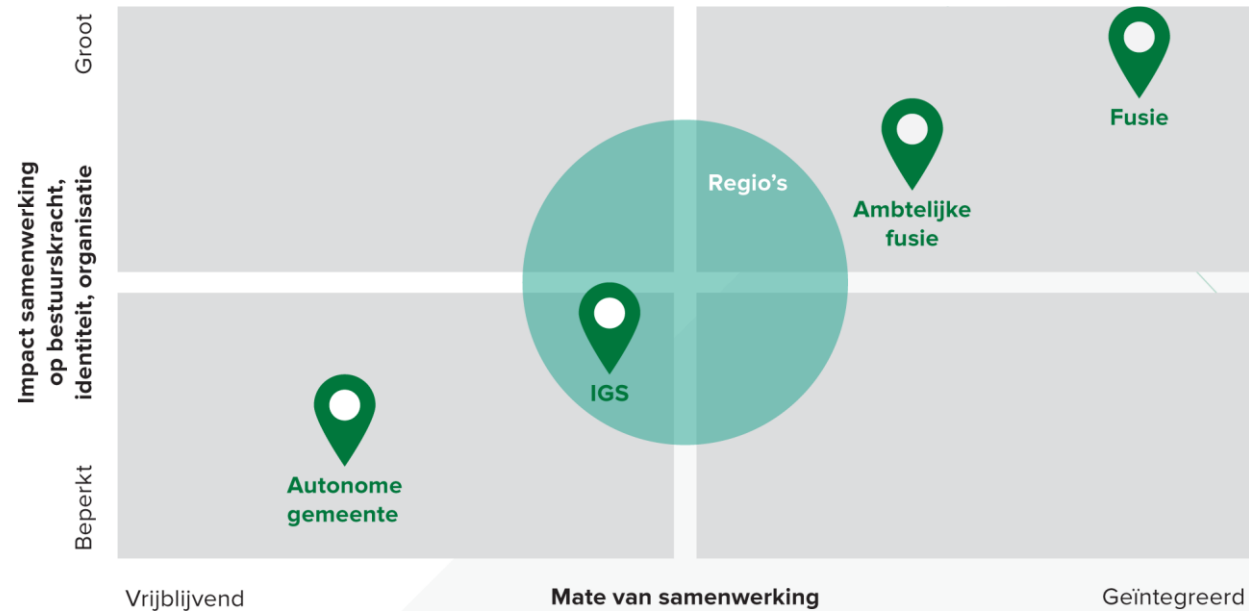 Groot
Fusie
Regio’s
Ambtelijke
fusie
Impact samenwerking
op bestuurskracht,
identiteit, organisatie
IGS
Autonome
gemeente
Beperkt
Vrijblijvend
Mate van samenwerking
Geïntegreerd